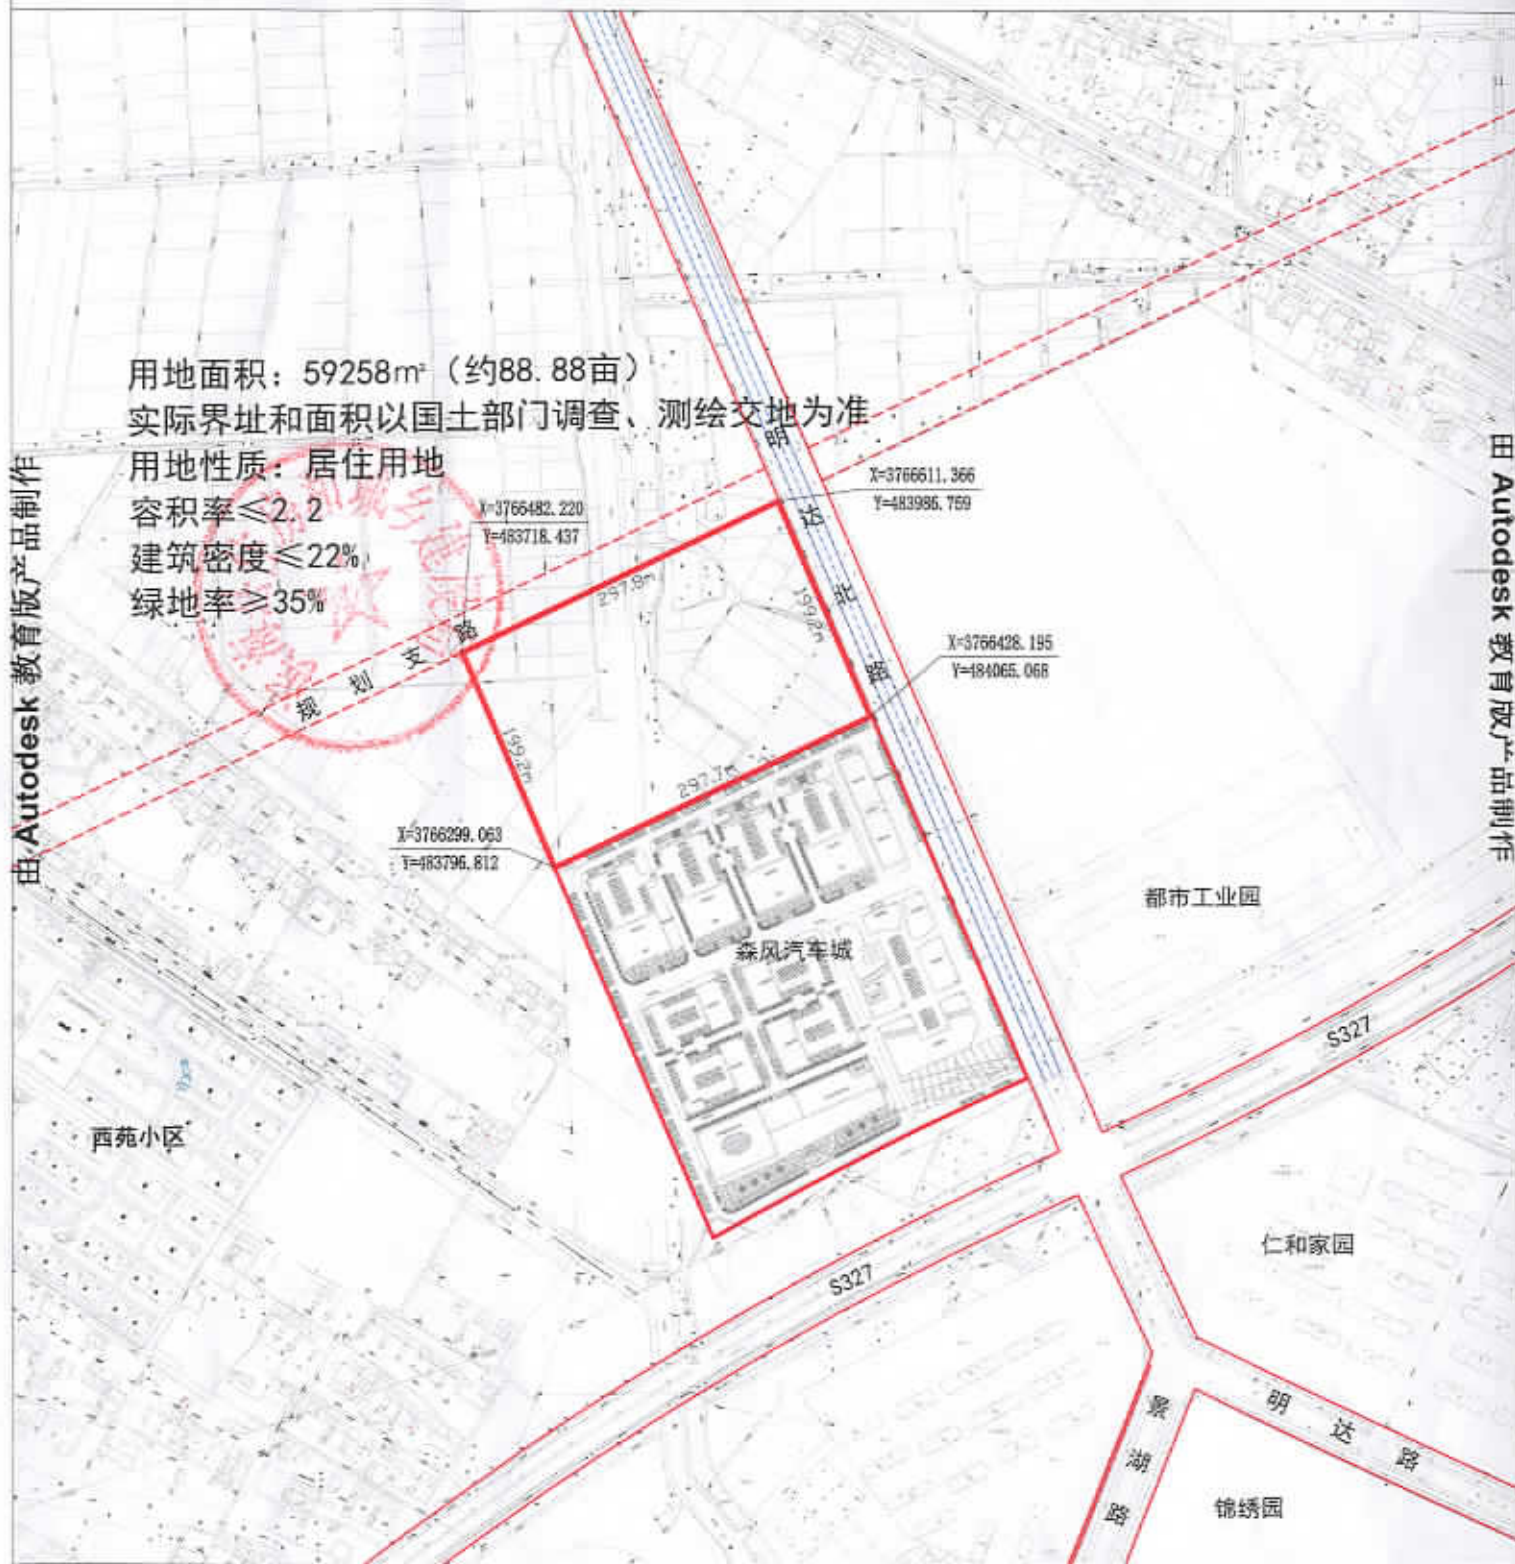 用地面积：59258㎡（约88.88亩）
实际界址和面积以国土部门调查、测绘交地为准
用地性质：居住用地
容积率≤2.2
建筑密度≤22%
绿地率≥35%
X=3766482.220
Y=483718.437
X=3766611.366
Y=483986.759
X=3766428.195
Y=484065.068
X=3766299.063
Y=483796.812
297.8m
199.2m
199.2m
297.7m
规划支路
明达北路
森风汽车城
都市工业园
S327
S327
西苑小区
仁和家园
景湖路
明达路
锦绣园
由 Autodesk 教育版产品制作
由 Autodesk 教育版产品制作